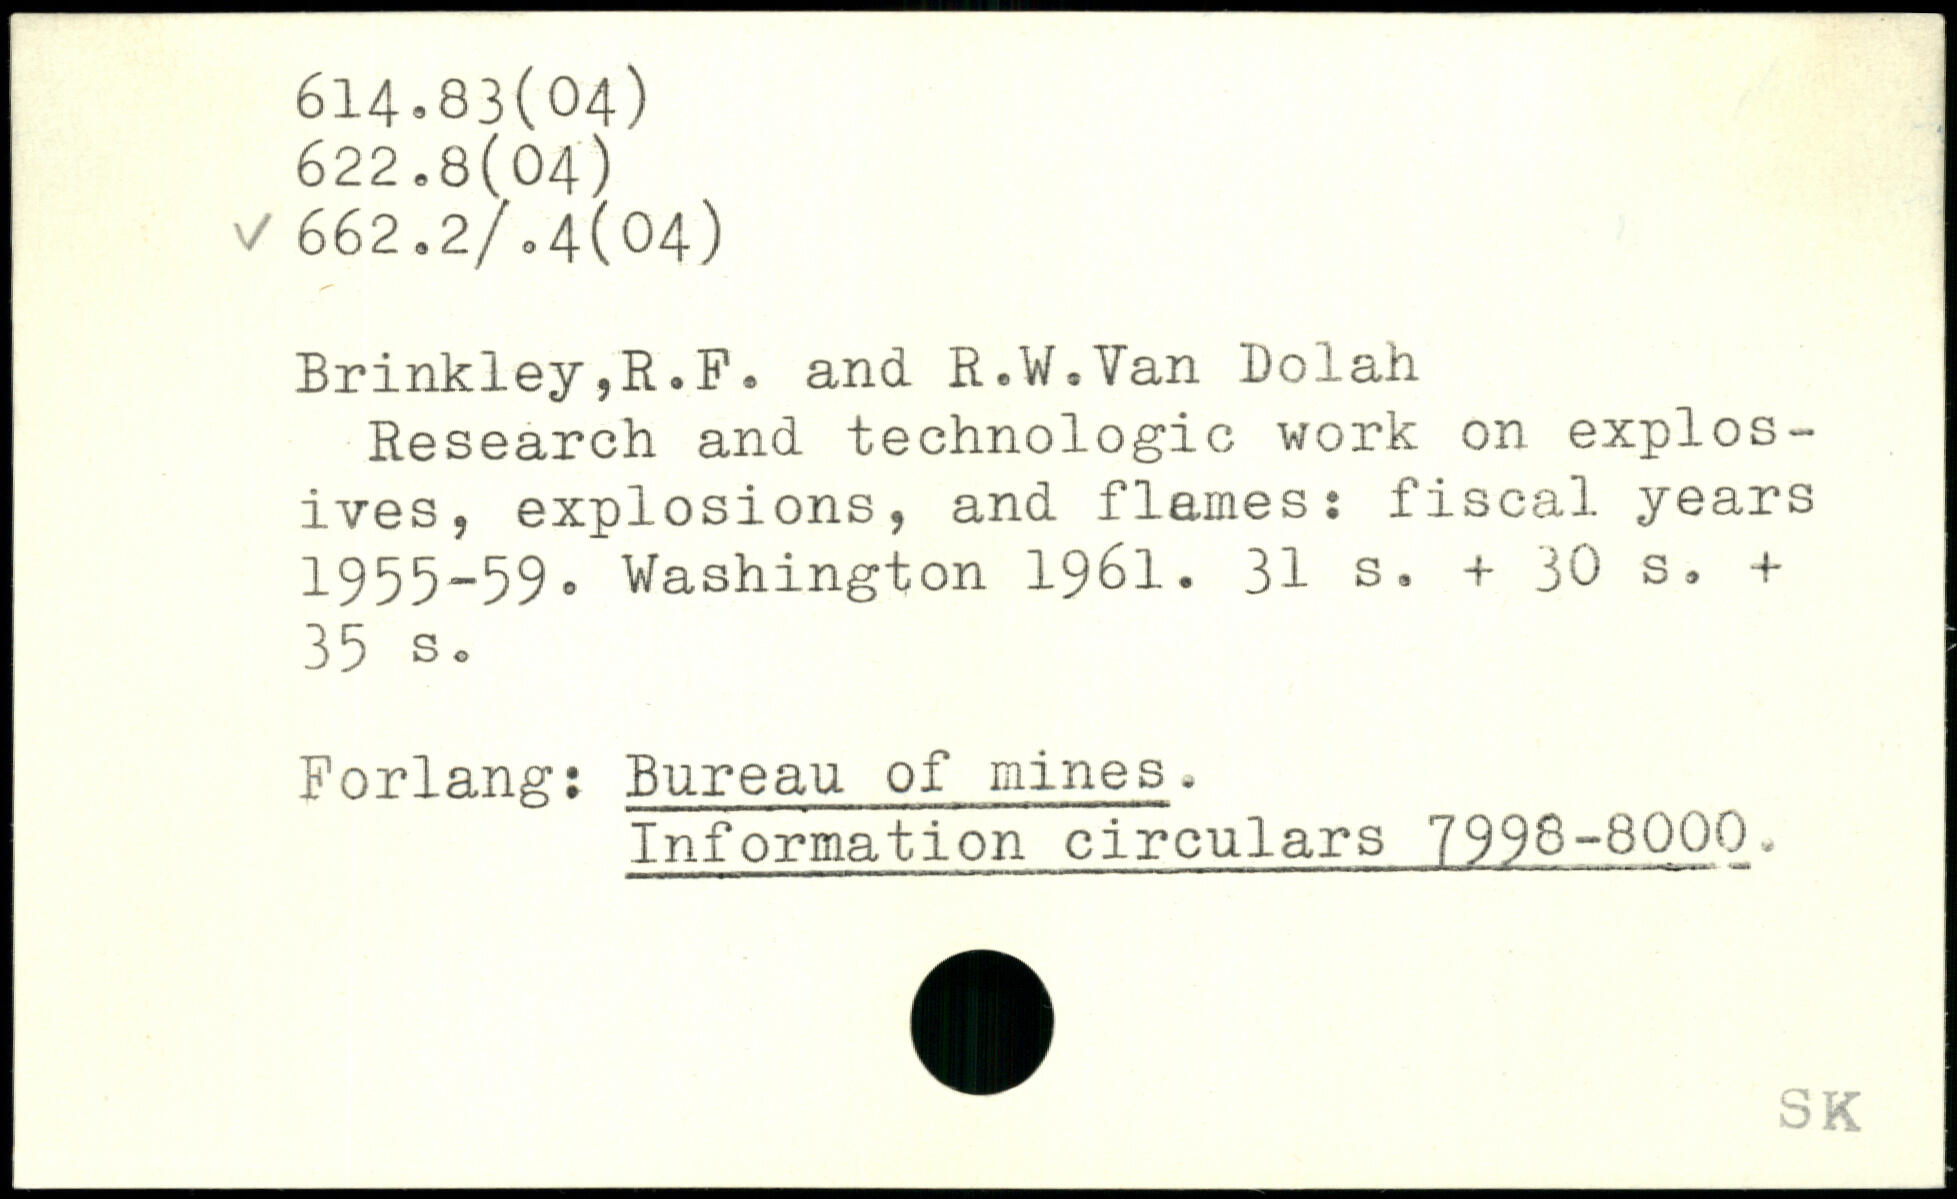 614.83(04)
622.8(04)
✓ 662.2/.4(04)
Brinkley,R.F. and R.W.Van Dolah
Research and technologic work on explos-
ives, explosions, and flames: fiscal years
1955-59. Washington 1961. 31 s. + 30 s. +
35 s.
Forlang: Bureau of mines.
Information circulars 7998-8000.
SK